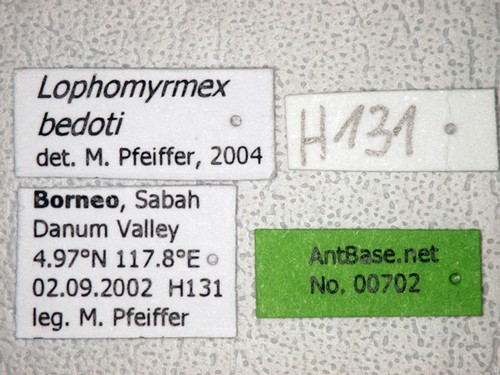 Lophomyrmex
bedoti
det. M. Pfeiffer, 2004
H131
Borneo, Sabah
Danum Valley
4.97°N 117.8°E
02.09.2002 H131
leg. M. Pfeiffer
AntBase.net
No. 00702